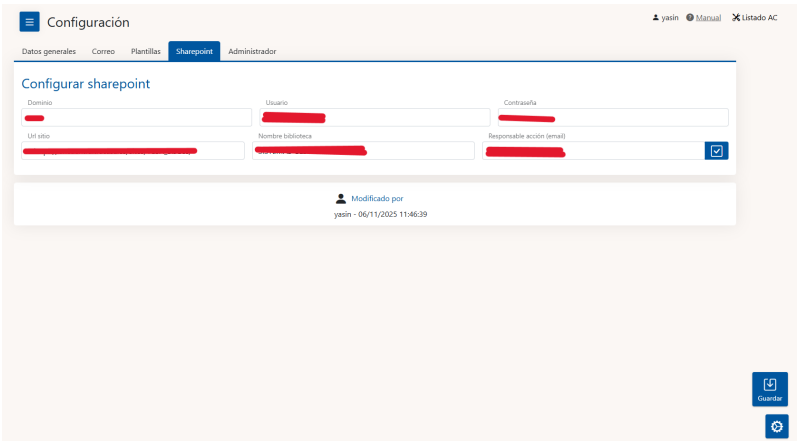 Configuración
yasin Manual Listado AC
Datos generales Correo Plantillas Sharepoint Administrador
Configurar sharepoint
Dominio Usuario Contraseña
Url sitio Nombre biblioteca Responsable acción (email)
Modificado por
yasin - 06/11/2025 11:46:39
Guardar